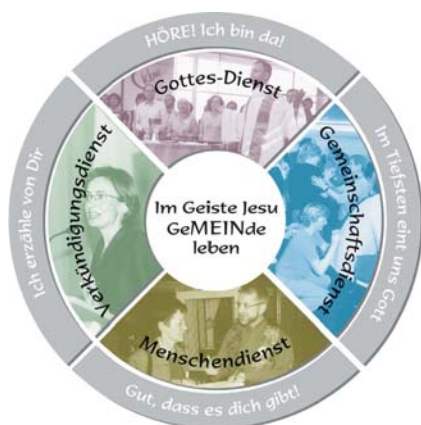 HÖRE! Ich bin da!
Gottes-Dienst
Gemeinschaftsdienst
Im Tiefsten eint uns Gott
Ich erzähle von Dir
Verkündigungsdienst
Im Geiste Jesu
GeMEINde
leben
Menschendienst
Gut, dass es dich gibt!